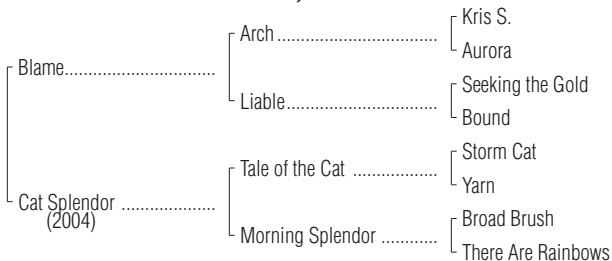 Kris S.
Arch
Aurora
Blame
Seeking the Gold
Liable
Bound
Storm Cat
Tale of the Cat
Yarn
Cat Splendor
(2004)
Broad Brush
Morning Splendor
There Are Rainbows